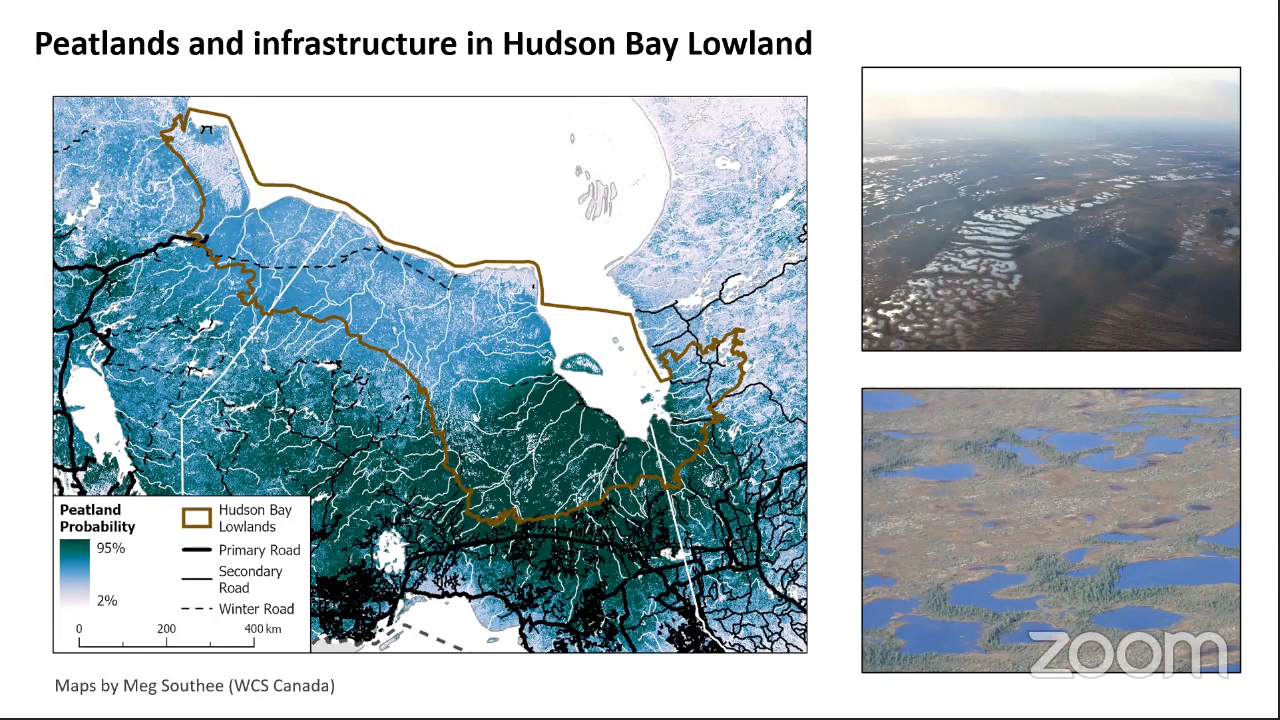 Peatlands and infrastructure in Hudson Bay Lowland
Peatland
Probability
95%
2%
Hudson Bay
Lowlands
Primary Road
Secondary
Road
Winter Road
0 200 400 km
Maps by Meg Southee (WCS Canada)
zoom